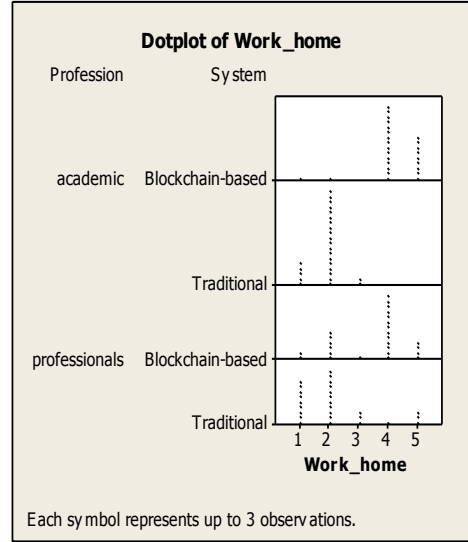 Dotplot of Work_home
Profession System
academic Blockchain-based
Traditional
professionals Blockchain-based
Traditional
1 2 3 4 5
Work_home
Each symbol represents up to 3 observations.